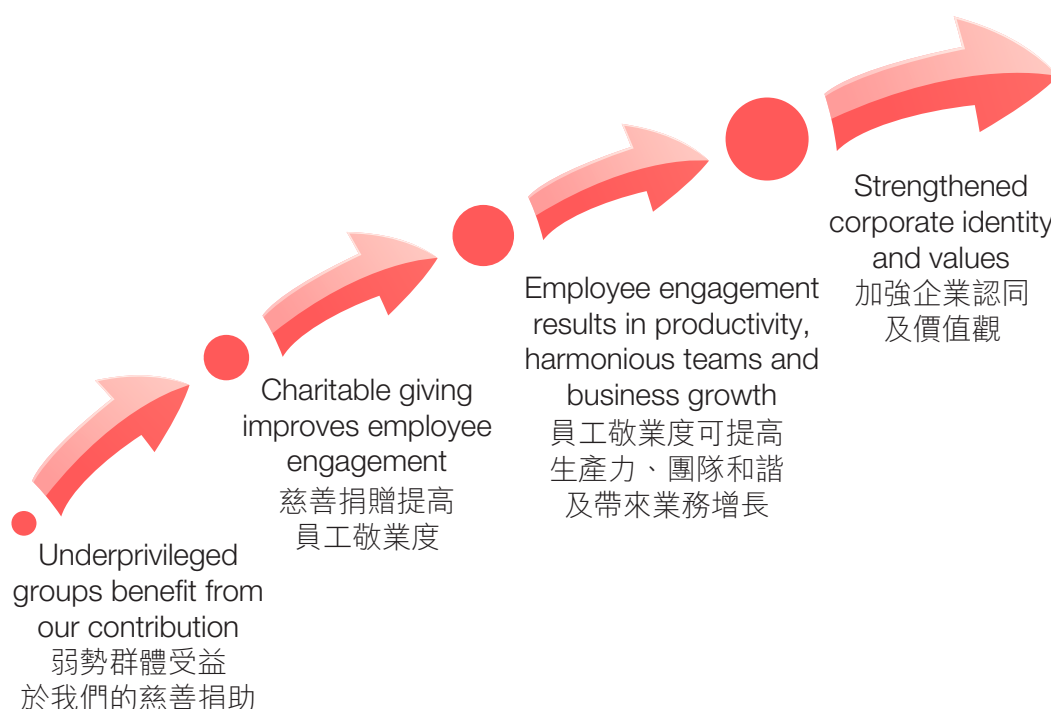 Underprivileged
groups benefit from
our contribution
弱勢群體受益
於我們的慈善捐助
Charitable giving
improves employee
engagement
慈善捐贈提高
員工敬業度
Employee engagement
results in productivity,
harmonious teams and
business growth
員工敬業度可提高
生產力、團隊和諧
及帶來業務增長
Strengthened
corporate identity
and values
加強企業認同
及價值觀